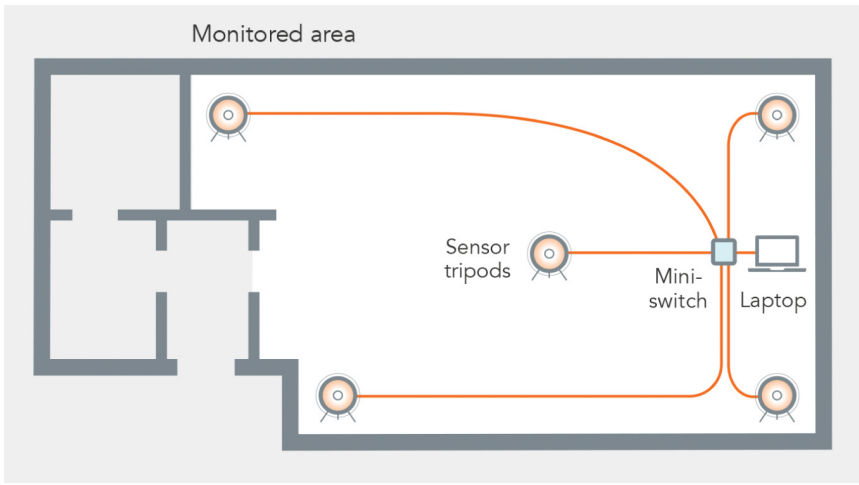 Monitored area
Sensor
tripods
Mini-
switch
Laptop